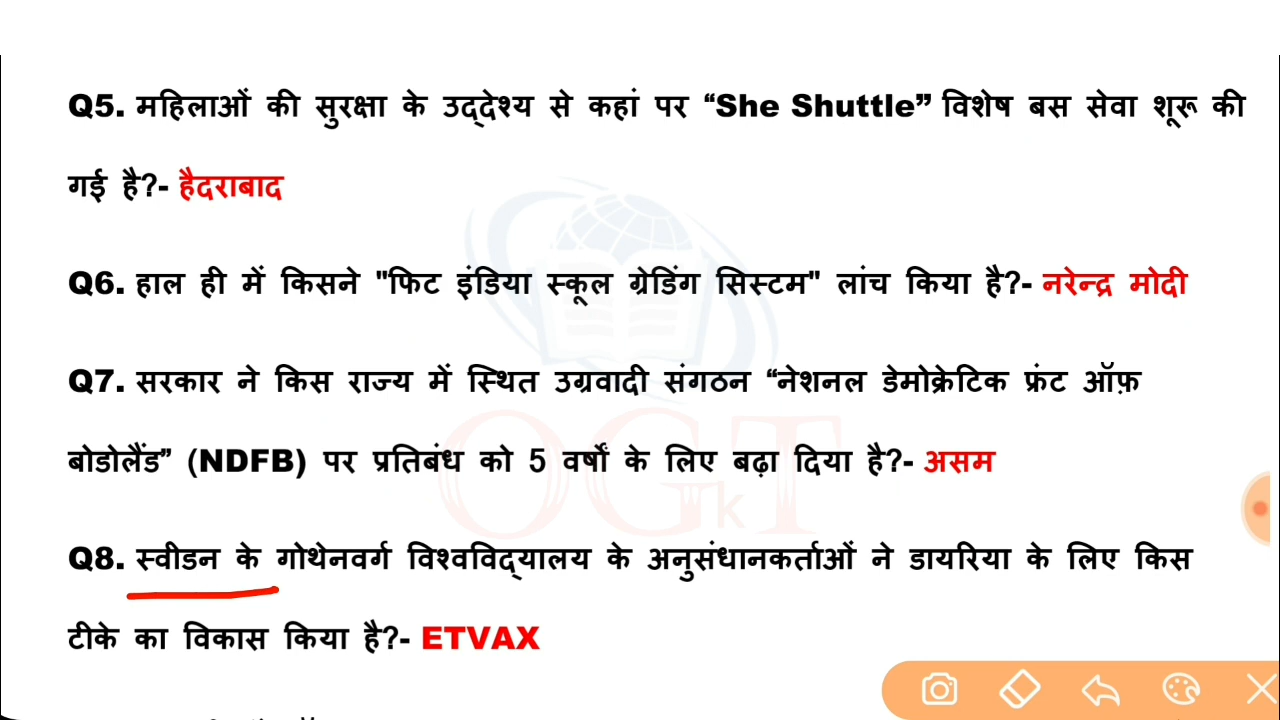 Q5. महिलाओं की सुरक्षा के उद्देश्य से कहां पर “She Shuttle” विशेष बस सेवा शूरू की
गई है?- हैदराबाद
Q6. हाल ही में किसने "फिट इंडिया स्कूल ग्रेडिंग सिस्टम" लांच किया है?- नरेन्द्र मोदी
Q7. सरकार ने किस राज्य में स्थित उग्रवादी संगठन “नेशनल डेमोक्रेटिक फ्रंट ऑफ़
बोडोलैंड” (NDFB) पर प्रतिबंध को 5 वर्षों के लिए बढ़ा दिया है?- असम
OGkT
Q8. स्वीडन के गोथेनवर्ग विश्वविद्यालय के अनुसंधानकर्ताओं ने डायरिया के लिए किस
टीके का विकास किया है?- ETVAX